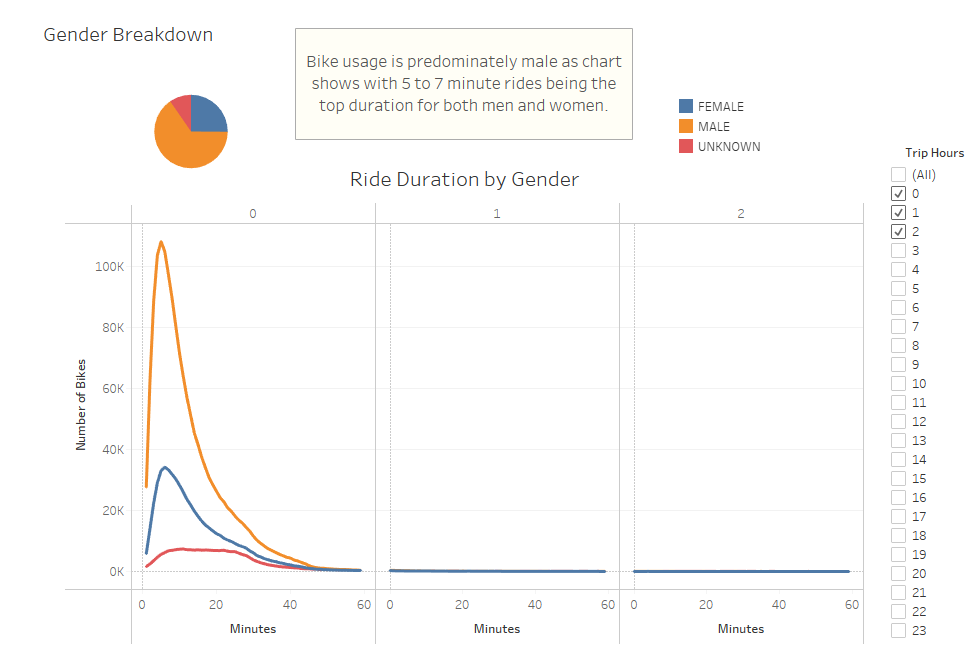 Gender Breakdown
Bike usage is predominately male as chart
shows with 5 to 7 minute rides being the
top duration for both men and women.
FEMALE
MALE
UNKNOWN
Trip Hours
(All)
0
1
2
3
4
5
6
7
8
9
10
11
12
13
14
15
16
17
18
19
20
21
22
23
Ride Duration by Gender
0 1 2
Number of Bikes
100K
80K
60K
40K
20K
0K
0 20 40 60 0 20 40 60 0 20 40 60
Minutes Minutes Minutes